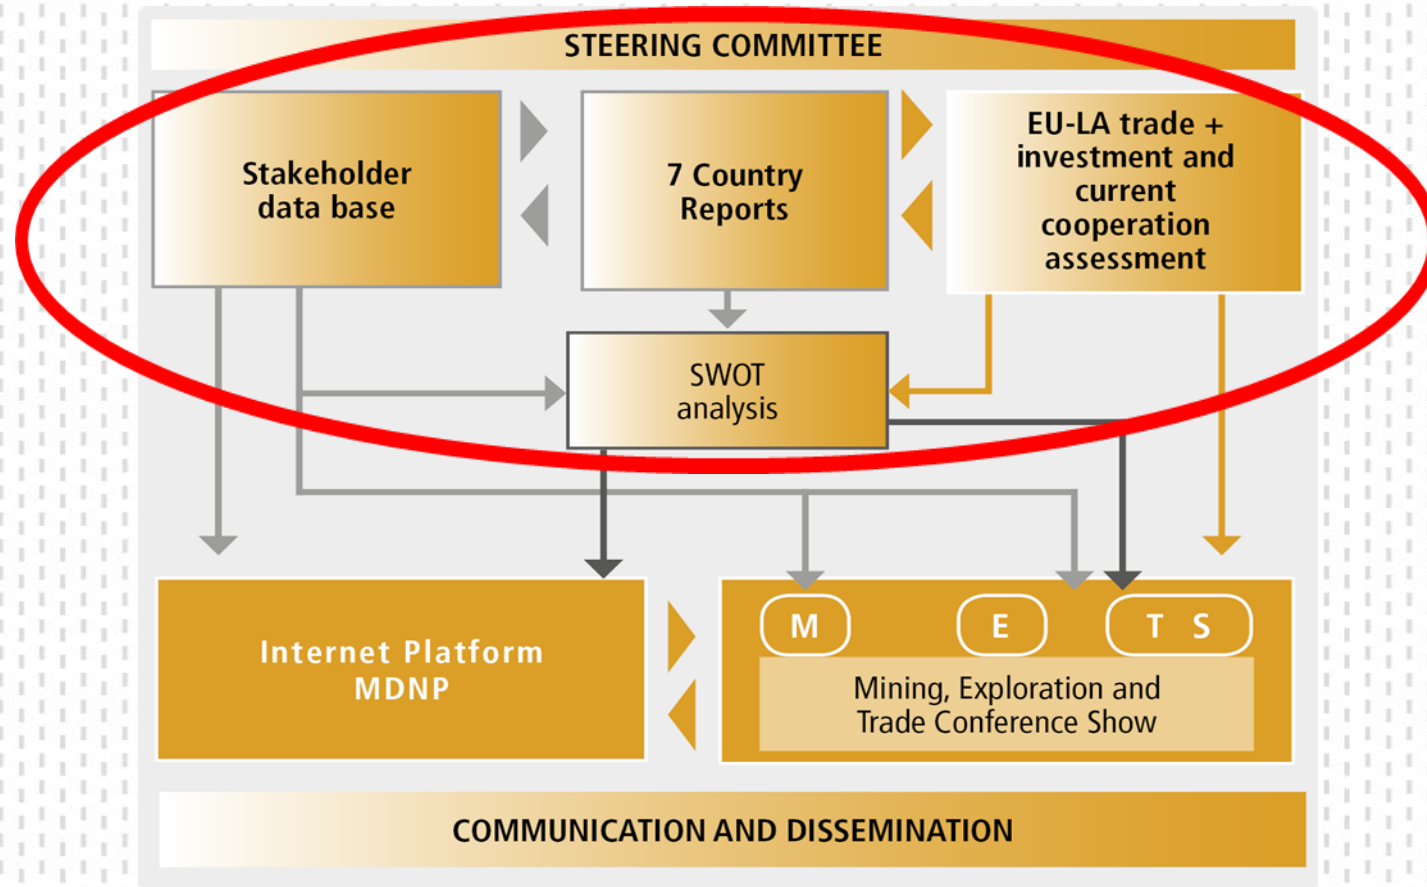 STEERING COMMITTEE
Stakeholder
data base
7 Country
Reports
EU-LA trade +
investment and
current
cooperation
assessment
SWOT
analysis
Internet Platform
MDNP
M
E
T S
Mining, Exploration and
Trade Conference Show
COMMUNICATION AND DISSEMINATION